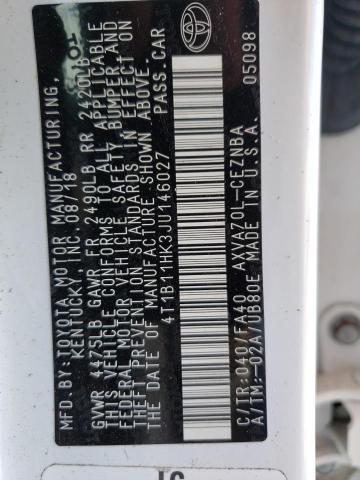 MFD. BY: TOYOTA MOTOR MANUFACTURING,
KENTUCKY, INC. 06/18
GVWR 4475LB GAWR FR 2490LB RR 2420LB
THIS VEHICLE CONFORMS TO ALL APPLICABLE
FEDERAL MOTOR VEHICLE SAFETY, BUMPER AND
THEFT PREVENTION STANDARDS IN EFFECT ON
THE DATE OF MANUFACTURE SHOWN ABOVE.
4T1B11HK3JU146027 PASS. CAR
TOYOTA
C/TR:040/FA40 AXVA70L-CEZNBA
A/TM:-02A/UB80E MADE IN U.S.A. 05098